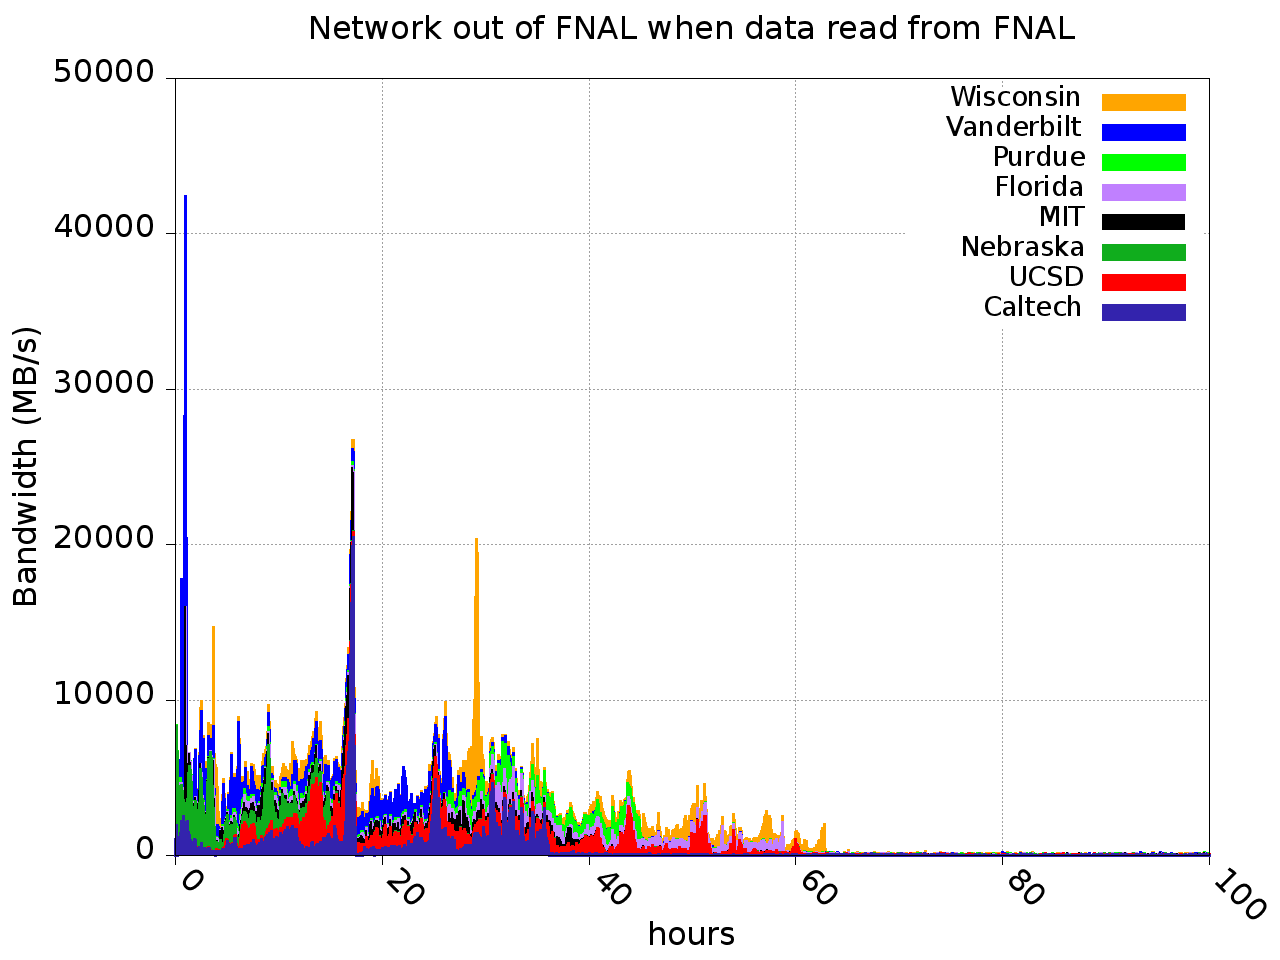 Network out of FNAL when data read from FNAL
50000
40000
30000
20000
10000
0
Bandwidth (MB/s)
Wisconsin
Vanderbilt
Purdue
Florida
MIT
Nebraska
UCSD
Caltech
0 20 40 60 80 100
hours